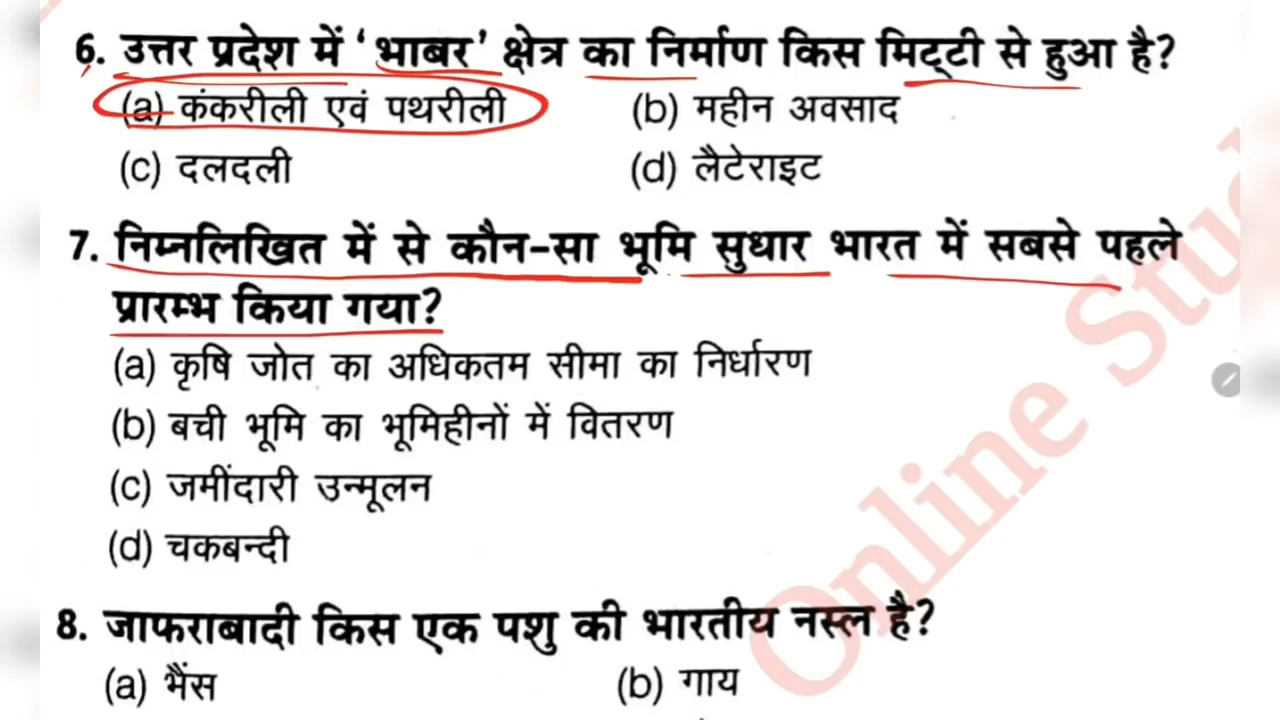 6. उत्तर प्रदेश में 'भाबर' क्षेत्र का निर्माण किस मिट्टी से हुआ है?
(a) कंकरीली एवं पथरीली (b) महीन अवसाद
(c) दलदली (d) लैटेराइट
7. निम्नलिखित में से कौन-सा भूमि सुधार भारत में सबसे पहले
प्रारम्भ किया गया?
(a) कृषि जोत का अधिकतम सीमा का निर्धारण
(b) बची भूमि का भूमिहीनों में वितरण
(c) जमींदारी उन्मूलन
(d) चकबन्दी
8. जाफराबादी किस एक पशु की भारतीय नस्ल है?
(a) भैंस (b) गाय
Online